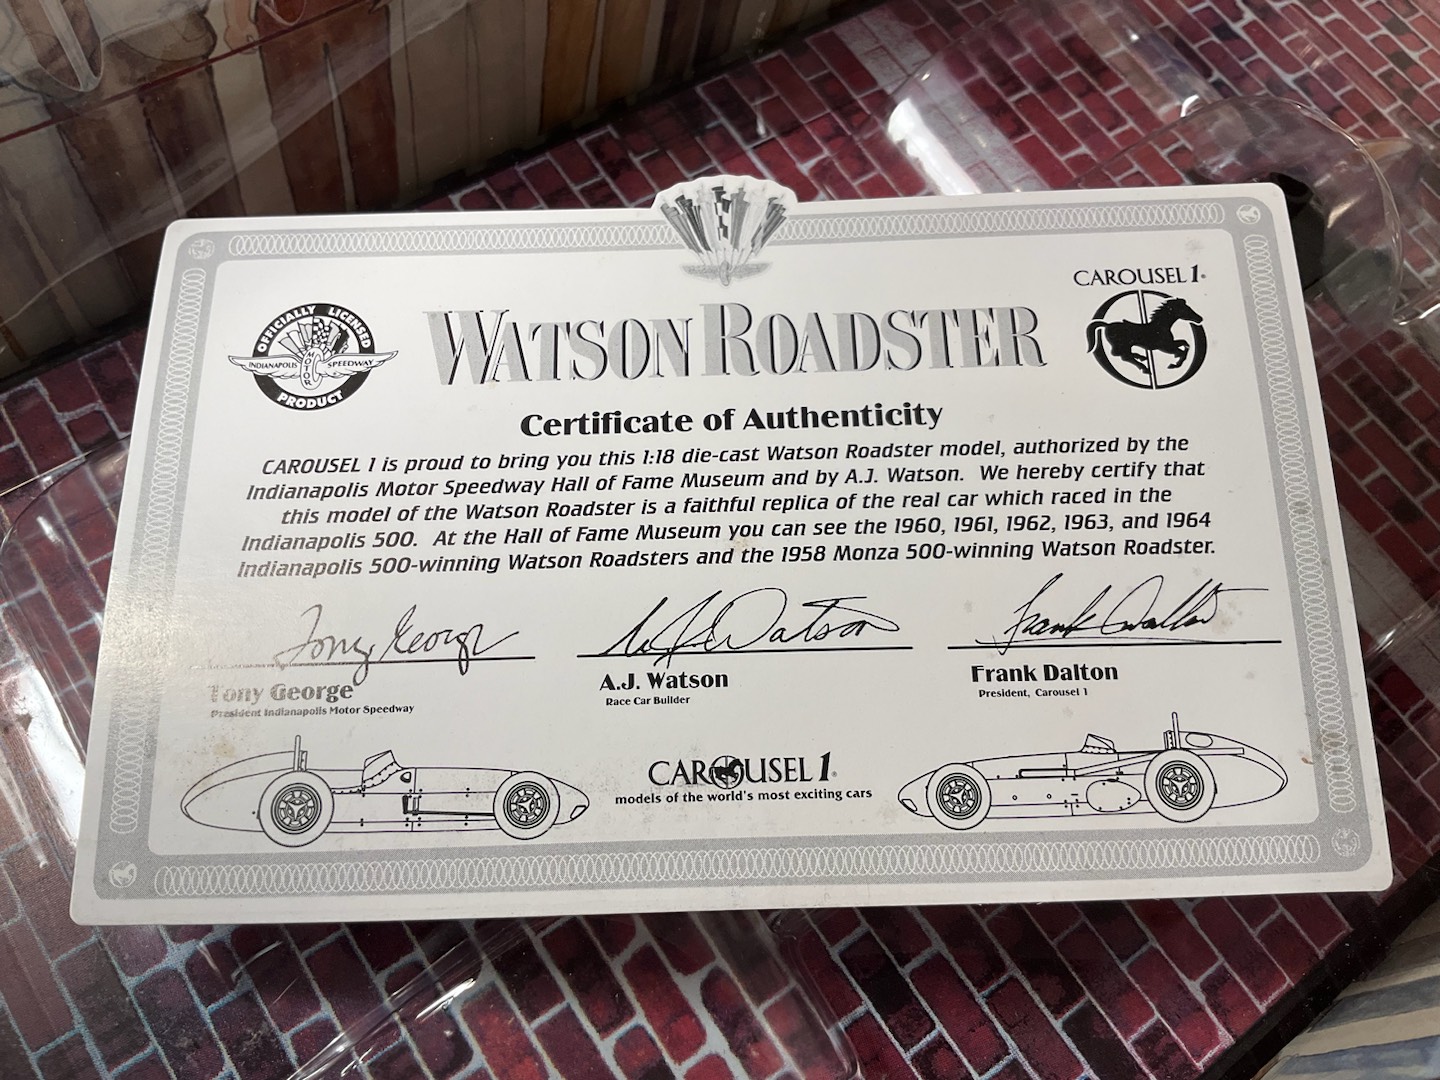 CAROUSEL 1®
OFFICIALLY LICENSED
INDIANAPOLIS MOTOR SPEEDWAY
PRODUCT
WATSON ROADSTER
Certificate of Authenticity
CAROUSEL 1 is proud to bring you this 1:18 die-cast Watson Roadster model, authorized by the
Indianapolis Motor Speedway Hall of Fame Museum and by A.J. Watson. We hereby certify that
this model of the Watson Roadster is a faithful replica of the real car which raced in the
Indianapolis 500. At the Hall of Fame Museum you can see the 1960, 1961, 1962, 1963, and 1964
Indianapolis 500-winning Watson Roadsters and the 1958 Monza 500-winning Watson Roadster.
Tony George
A J Watson
Frank Dalton
Tony George
President Indianapolis Motor Speedway
A.J. Watson
Race Car Builder
Frank Dalton
President, Carousel 1
CAROUSEL 1®
models of the world's most exciting cars